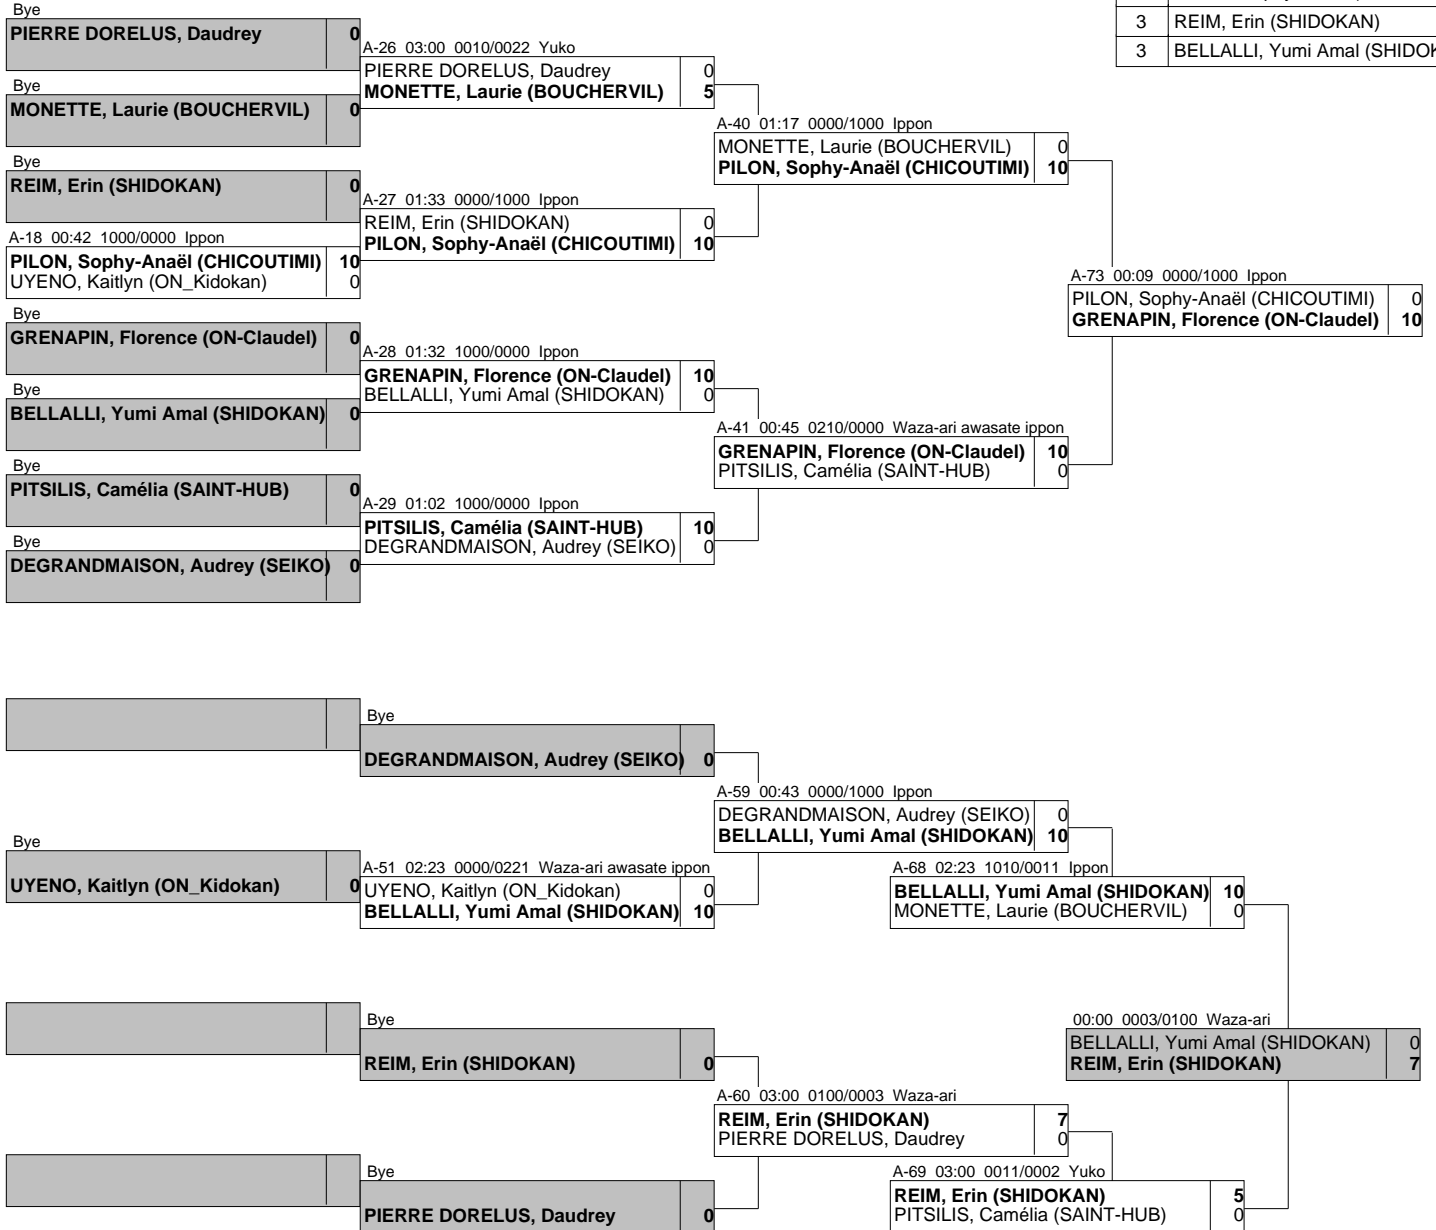 Bye
PIERRE DORELUS, Daudrey 0
3 REIM, Erin (SHIDOKAN)
3 BELLALLI, Yumi Amal (SHIDOK
A-26 03:00 0010/0022 Yuko
PIERRE DORELUS, Daudrey 0
MONETTE, Laurie (BOUCHERVIL) 5
Bye
MONETTE, Laurie (BOUCHERVIL) 0
A-40 01:17 0000/1000 Ippon
MONETTE, Laurie (BOUCHERVIL) 0
PILON, Sophy-Anaël (CHICOUTIMI) 10
Bye
REIM, Erin (SHIDOKAN) 0
A-27 01:33 0000/1000 Ippon
REIM, Erin (SHIDOKAN) 0
PILON, Sophy-Anaël (CHICOUTIMI) 10
A-18 00:42 1000/0000 Ippon
PILON, Sophy-Anaël (CHICOUTIMI) 10
UYENO, Kaitlyn (ON_Kidokan) 0
A-73 00:09 0000/1000 Ippon
PILON, Sophy-Anaël (CHICOUTIMI) 0
GRENAPIN, Florence (ON-Claudel) 10
Bye
GRENAPIN, Florence (ON-Claudel) 0
A-28 01:32 1000/0000 Ippon
GRENAPIN, Florence (ON-Claudel) 10
BELLALLI, Yumi Amal (SHIDOKAN) 0
Bye
BELLALLI, Yumi Amal (SHIDOKAN) 0
A-41 00:45 0210/0000 Waza-ari awasate ippon
GRENAPIN, Florence (ON-Claudel) 10
PITSILIS, Camélia (SAINT-HUB) 0
Bye
PITSILIS, Camélia (SAINT-HUB) 0
A-29 01:02 1000/0000 Ippon
PITSILIS, Camélia (SAINT-HUB) 10
DEGRANDMAISON, Audrey (SEIKO) 0
Bye
DEGRANDMAISON, Audrey (SEIKO) 0
Bye
DEGRANDMAISON, Audrey (SEIKO) 0
A-59 00:43 0000/1000 Ippon
DEGRANDMAISON, Audrey (SEIKO) 0
BELLALLI, Yumi Amal (SHIDOKAN) 10
Bye
UYENO, Kaitlyn (ON_Kidokan) 0
A-51 02:23 0000/0221 Waza-ari awasate ippon
UYENO, Kaitlyn (ON_Kidokan) 0
BELLALLI, Yumi Amal (SHIDOKAN) 10
A-68 02:23 1010/0011 Ippon
BELLALLI, Yumi Amal (SHIDOKAN) 10
MONETTE, Laurie (BOUCHERVIL) 0
Bye
REIM, Erin (SHIDOKAN) 0
00:00 0003/0100 Waza-ari
BELLALLI, Yumi Amal (SHIDOKAN) 0
REIM, Erin (SHIDOKAN) 7
A-60 03:00 0100/0003 Waza-ari
REIM, Erin (SHIDOKAN) 7
PIERRE DORELUS, Daudrey 0
Bye
PIERRE DORELUS, Daudrey 0
A-69 03:00 0011/0002 Yuko
REIM, Erin (SHIDOKAN) 5
PITSILIS, Camélia (SAINT-HUB) 0